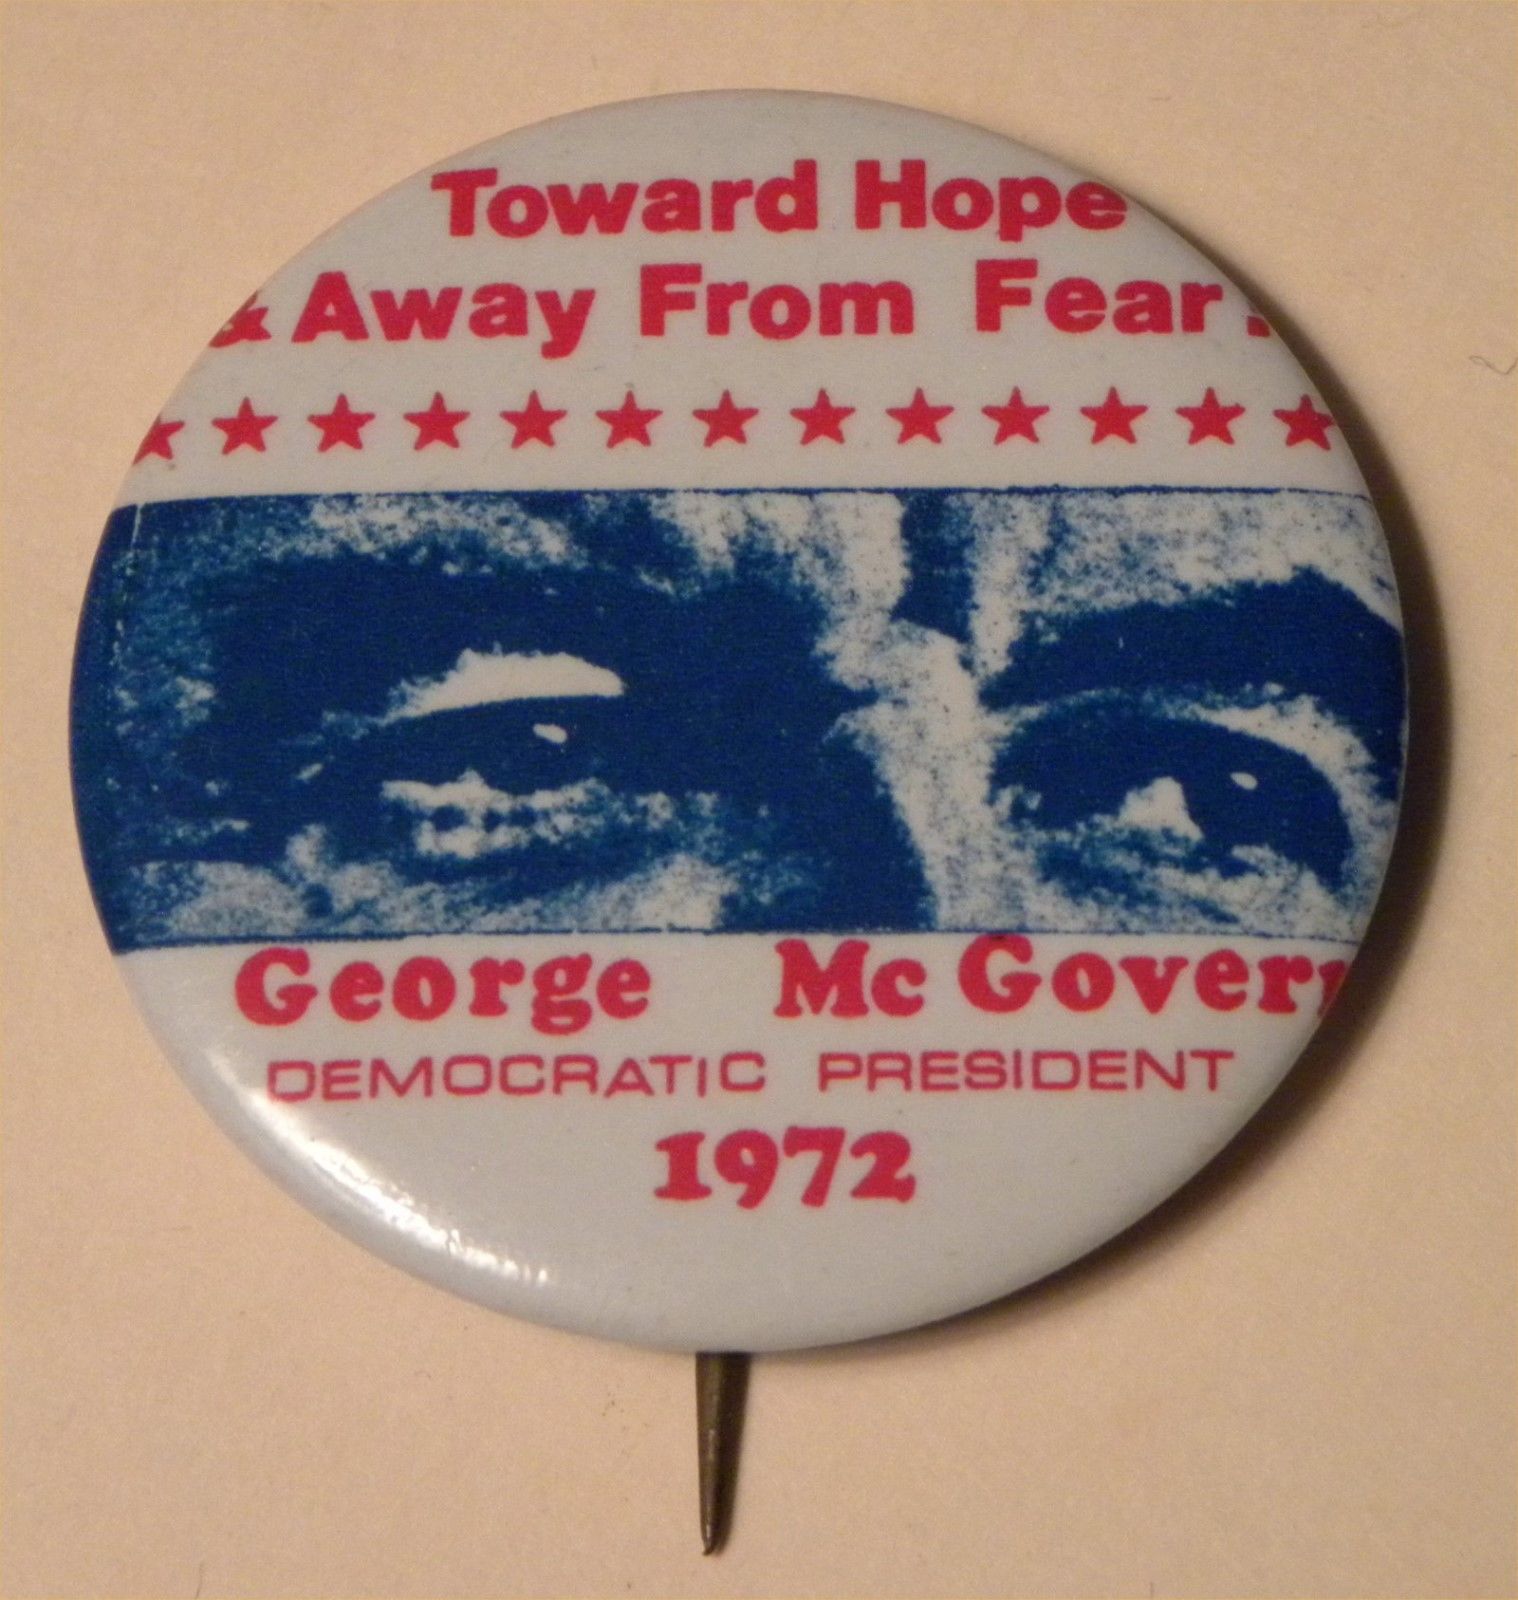 Toward Hope
& Away From Fear.
George Mc Govern
DEMOCRATIC PRESIDENT
1972